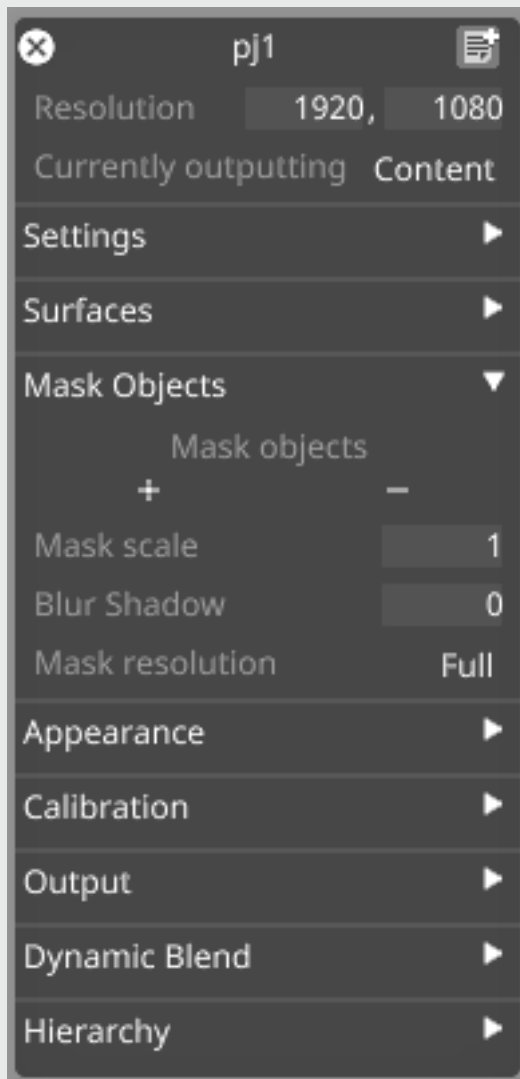 pj1
Resolution 1920, 1080
Currently outputting Content
Settings
Surfaces
Mask Objects
Mask objects
+ −
Mask scale 1
Blur Shadow 0
Mask resolution Full
Appearance
Calibration
Output
Dynamic Blend
Hierarchy